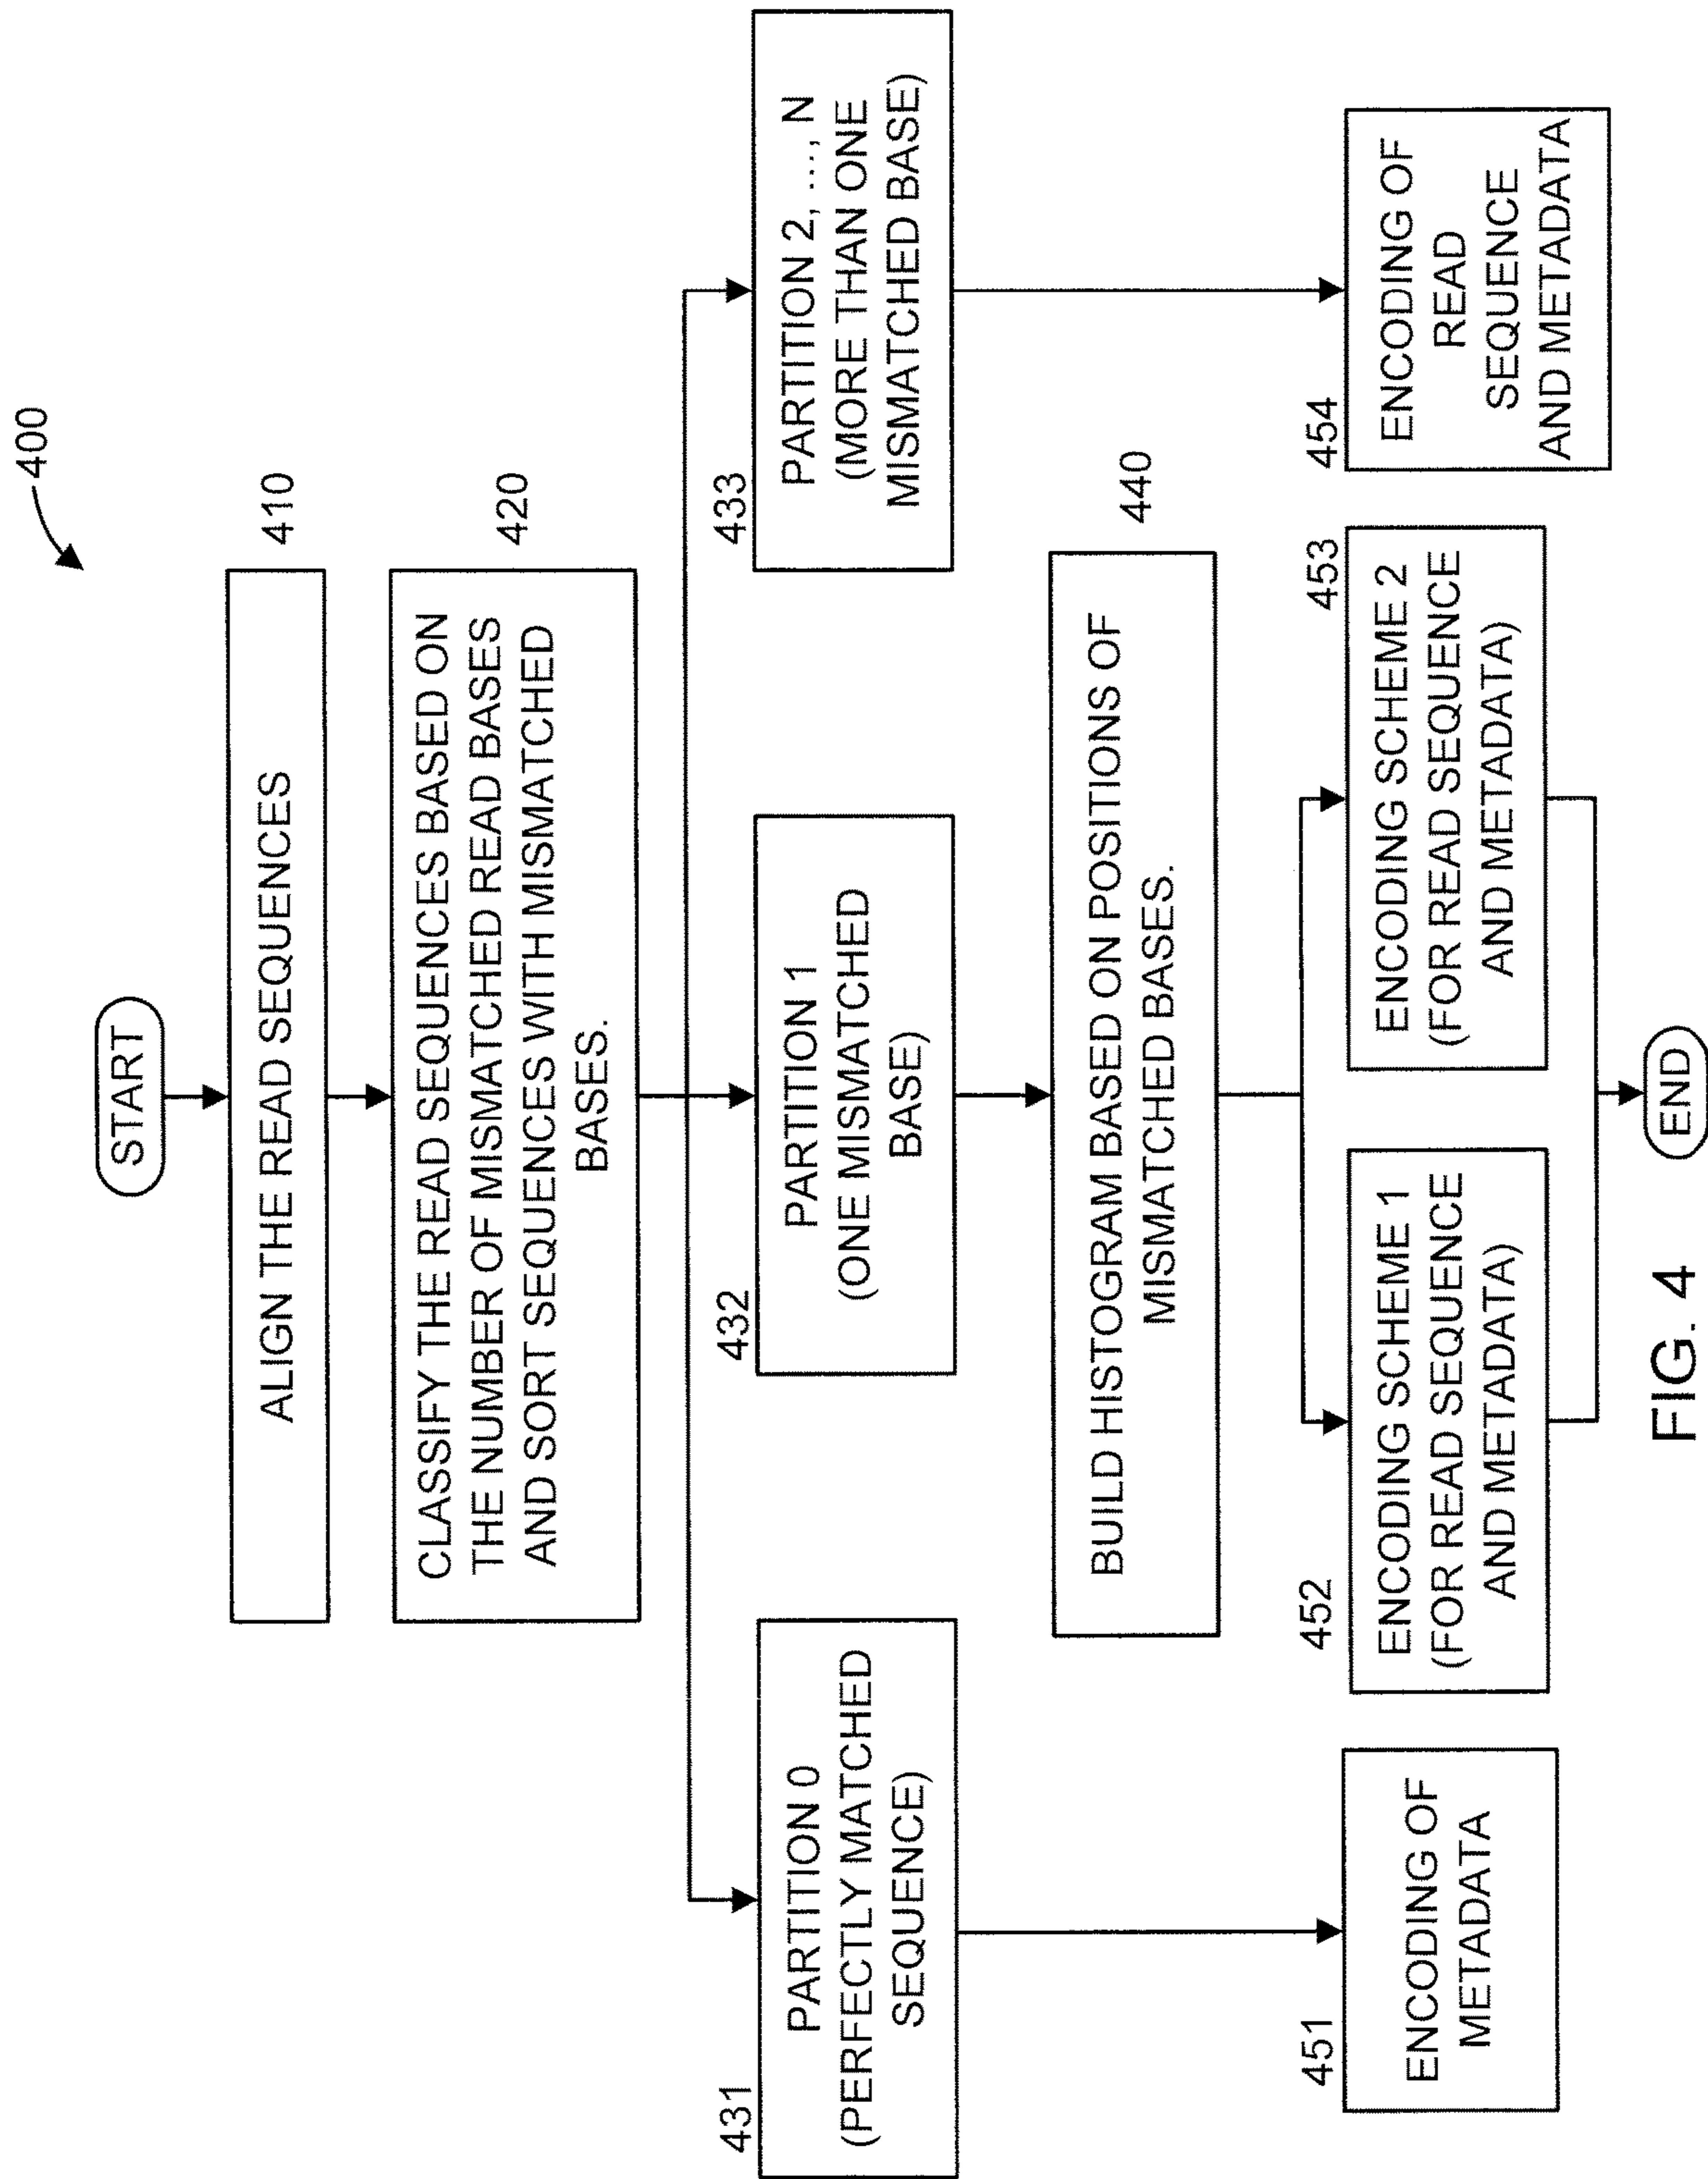 400
START
ALIGN THE READ SEQUENCES
410
CLASSIFY THE READ SEQUENCES BASED ON
THE NUMBER OF MISMATCHED READ BASES
AND SORT SEQUENCES WITH MISMATCHED
BASES.
420
431
PARTITION 0
(PERFECTLY MATCHED
SEQUENCE)
432
PARTITION 1
(ONE MISMATCHED
BASE)
433
PARTITION 2, ..., N
(MORE THAN ONE
MISMATCHED BASE)
BUILD HISTOGRAM BASED ON POSITIONS OF
MISMATCHED BASES.
440
451
ENCODING OF
METADATA
452
ENCODING SCHEME 1
(FOR READ SEQUENCE
AND METADATA)
453
ENCODING SCHEME 2
(FOR READ SEQUENCE
AND METADATA)
454
ENCODING OF
READ
SEQUENCE
AND METADATA
END
FIG. 4